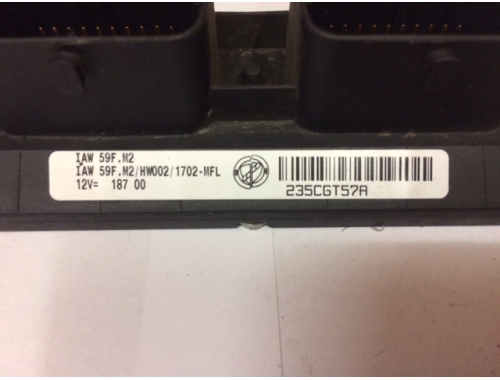 IAW 59F.M2
IAW 59F.M2/HW002/1702-MFL
12V= 187 00
235CGT57A